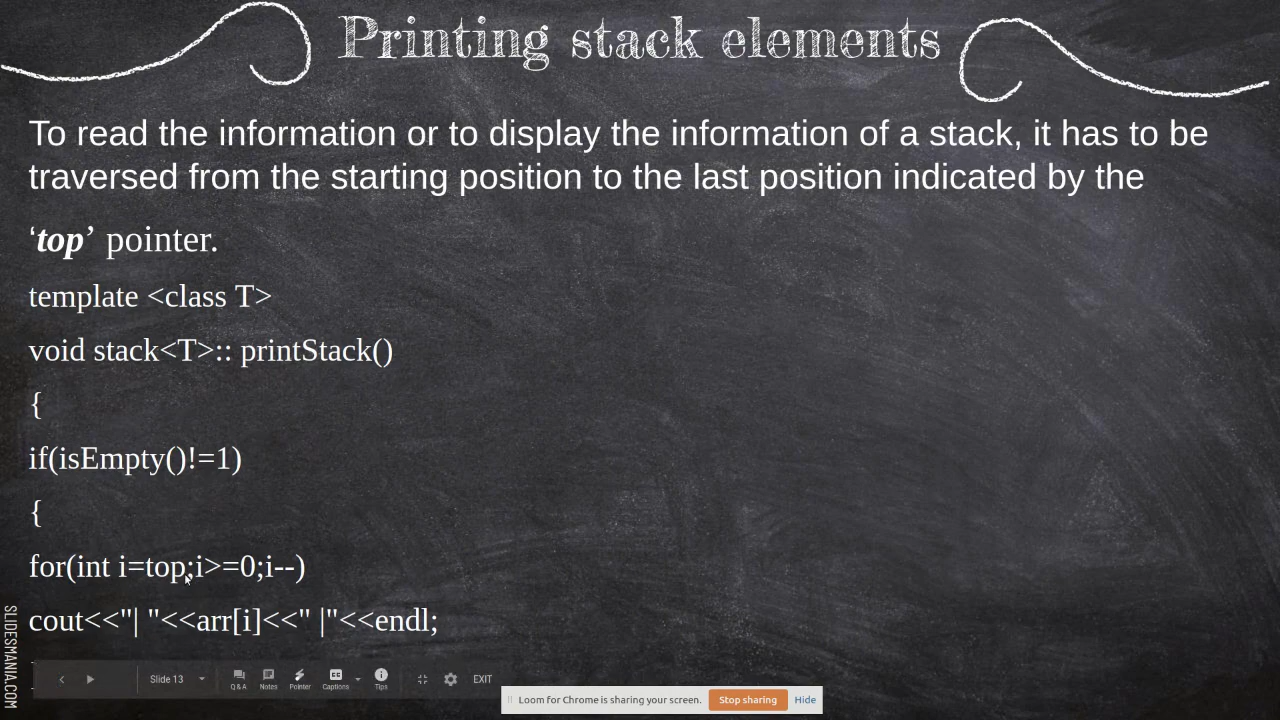 Printing stack elements
To read the information or to display the information of a stack, it has to be
traversed from the starting position to the last position indicated by the
‘top’ pointer.
template <class T>
void stack<T>:: printStack()
{
if(isEmpty()!=1)
{
for(int i=top;i>=0;i--)
cout<<"| "<<arr[i]<<" |"<<endl;
SLIDESMANIA.COM
Slide 13
Q & A
Notes
Pointer
CC
Captions
Tips
EXIT
Loom for Chrome is sharing your screen.
Stop sharing
Hide